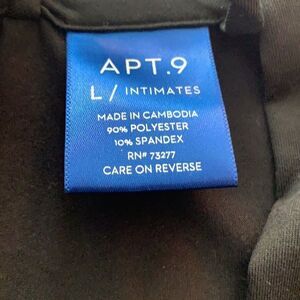 APT.9
L / INTIMATES
MADE IN CAMBODIA
90% POLYESTER
10% SPANDEX
RN# 73277
CARE ON REVERSE